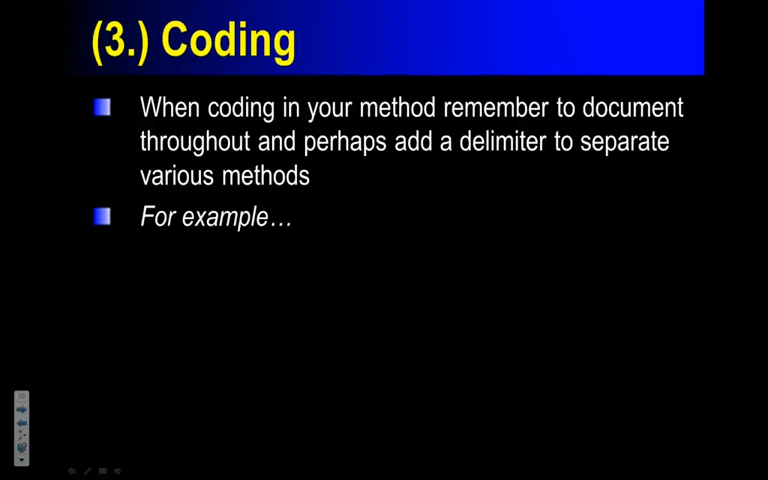 (3.) Coding
When coding in your method remember to document
throughout and perhaps add a delimiter to separate
various methods
For example…